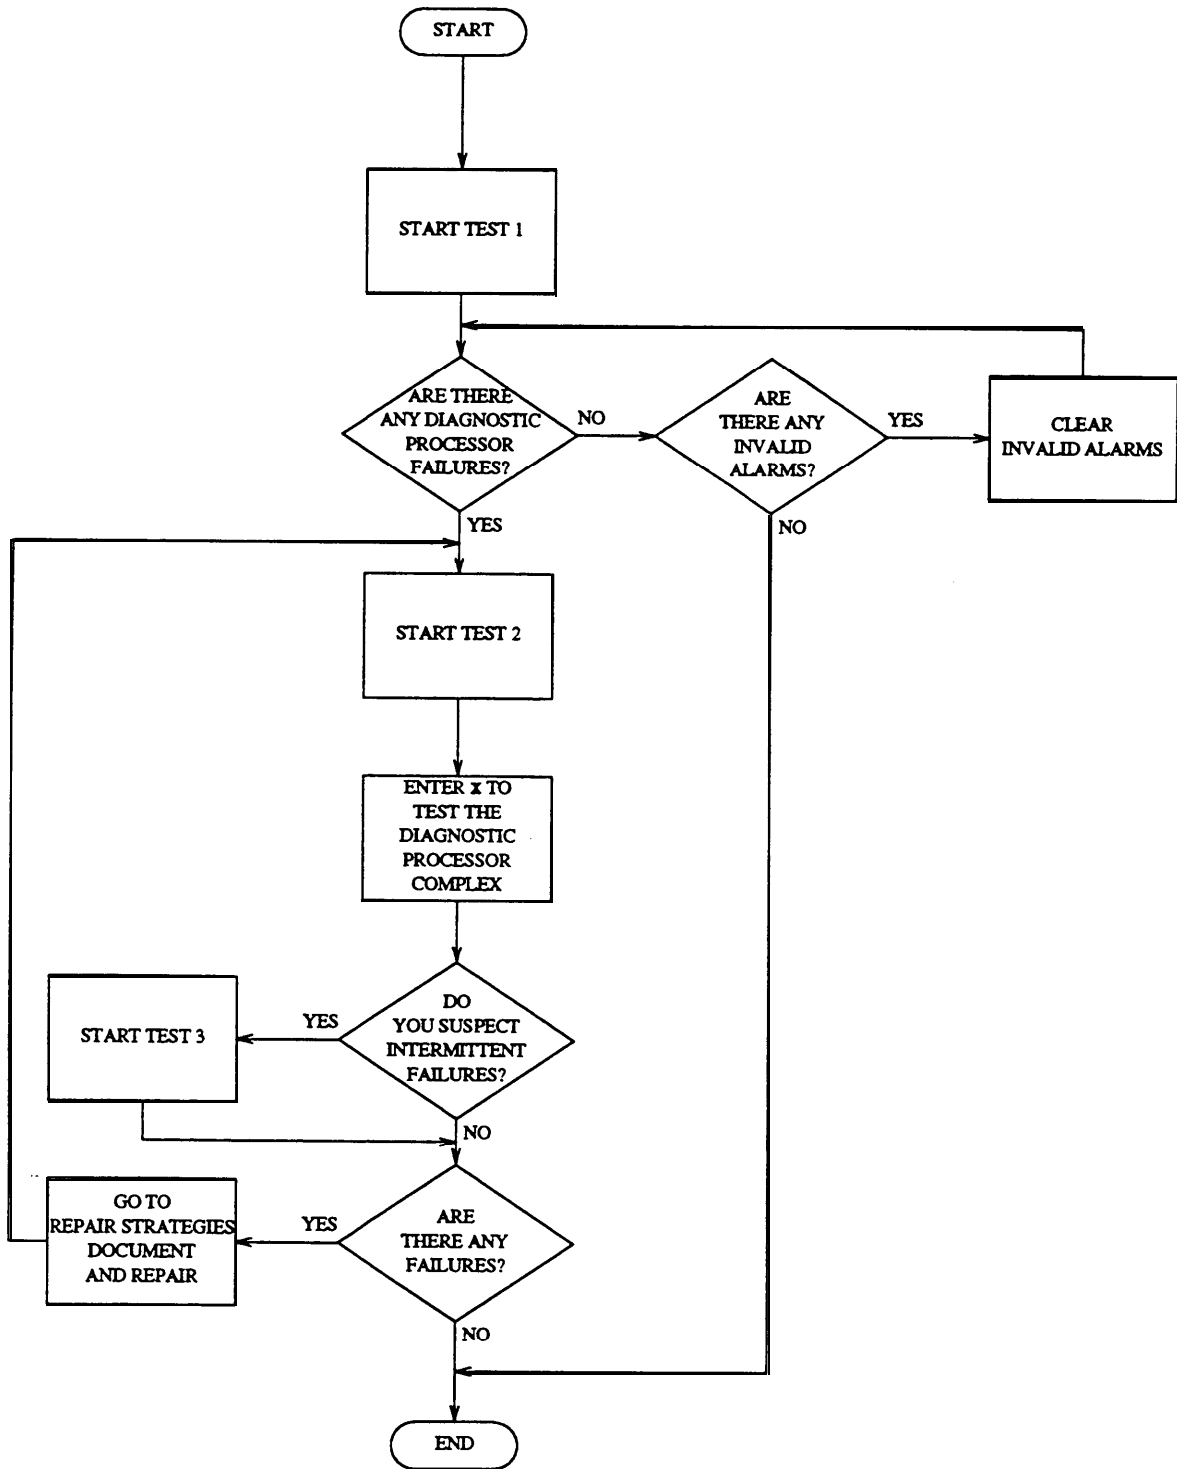 START
START TEST 1
ARE THERE
ANY DIAGNOSTIC
PROCESSOR
FAILURES?
NO
ARE
THERE ANY
INVALID
ALARMS?
YES
CLEAR
INVALID ALARMS
YES
NO
START TEST 2
ENTER x TO
TEST THE
DIAGNOSTIC
PROCESSOR
COMPLEX
DO
YOU SUSPECT
INTERMITTENT
FAILURES?
YES
START TEST 3
NO
ARE
THERE ANY
FAILURES?
YES
GO TO
REPAIR STRATEGIES
DOCUMENT
AND REPAIR
NO
END